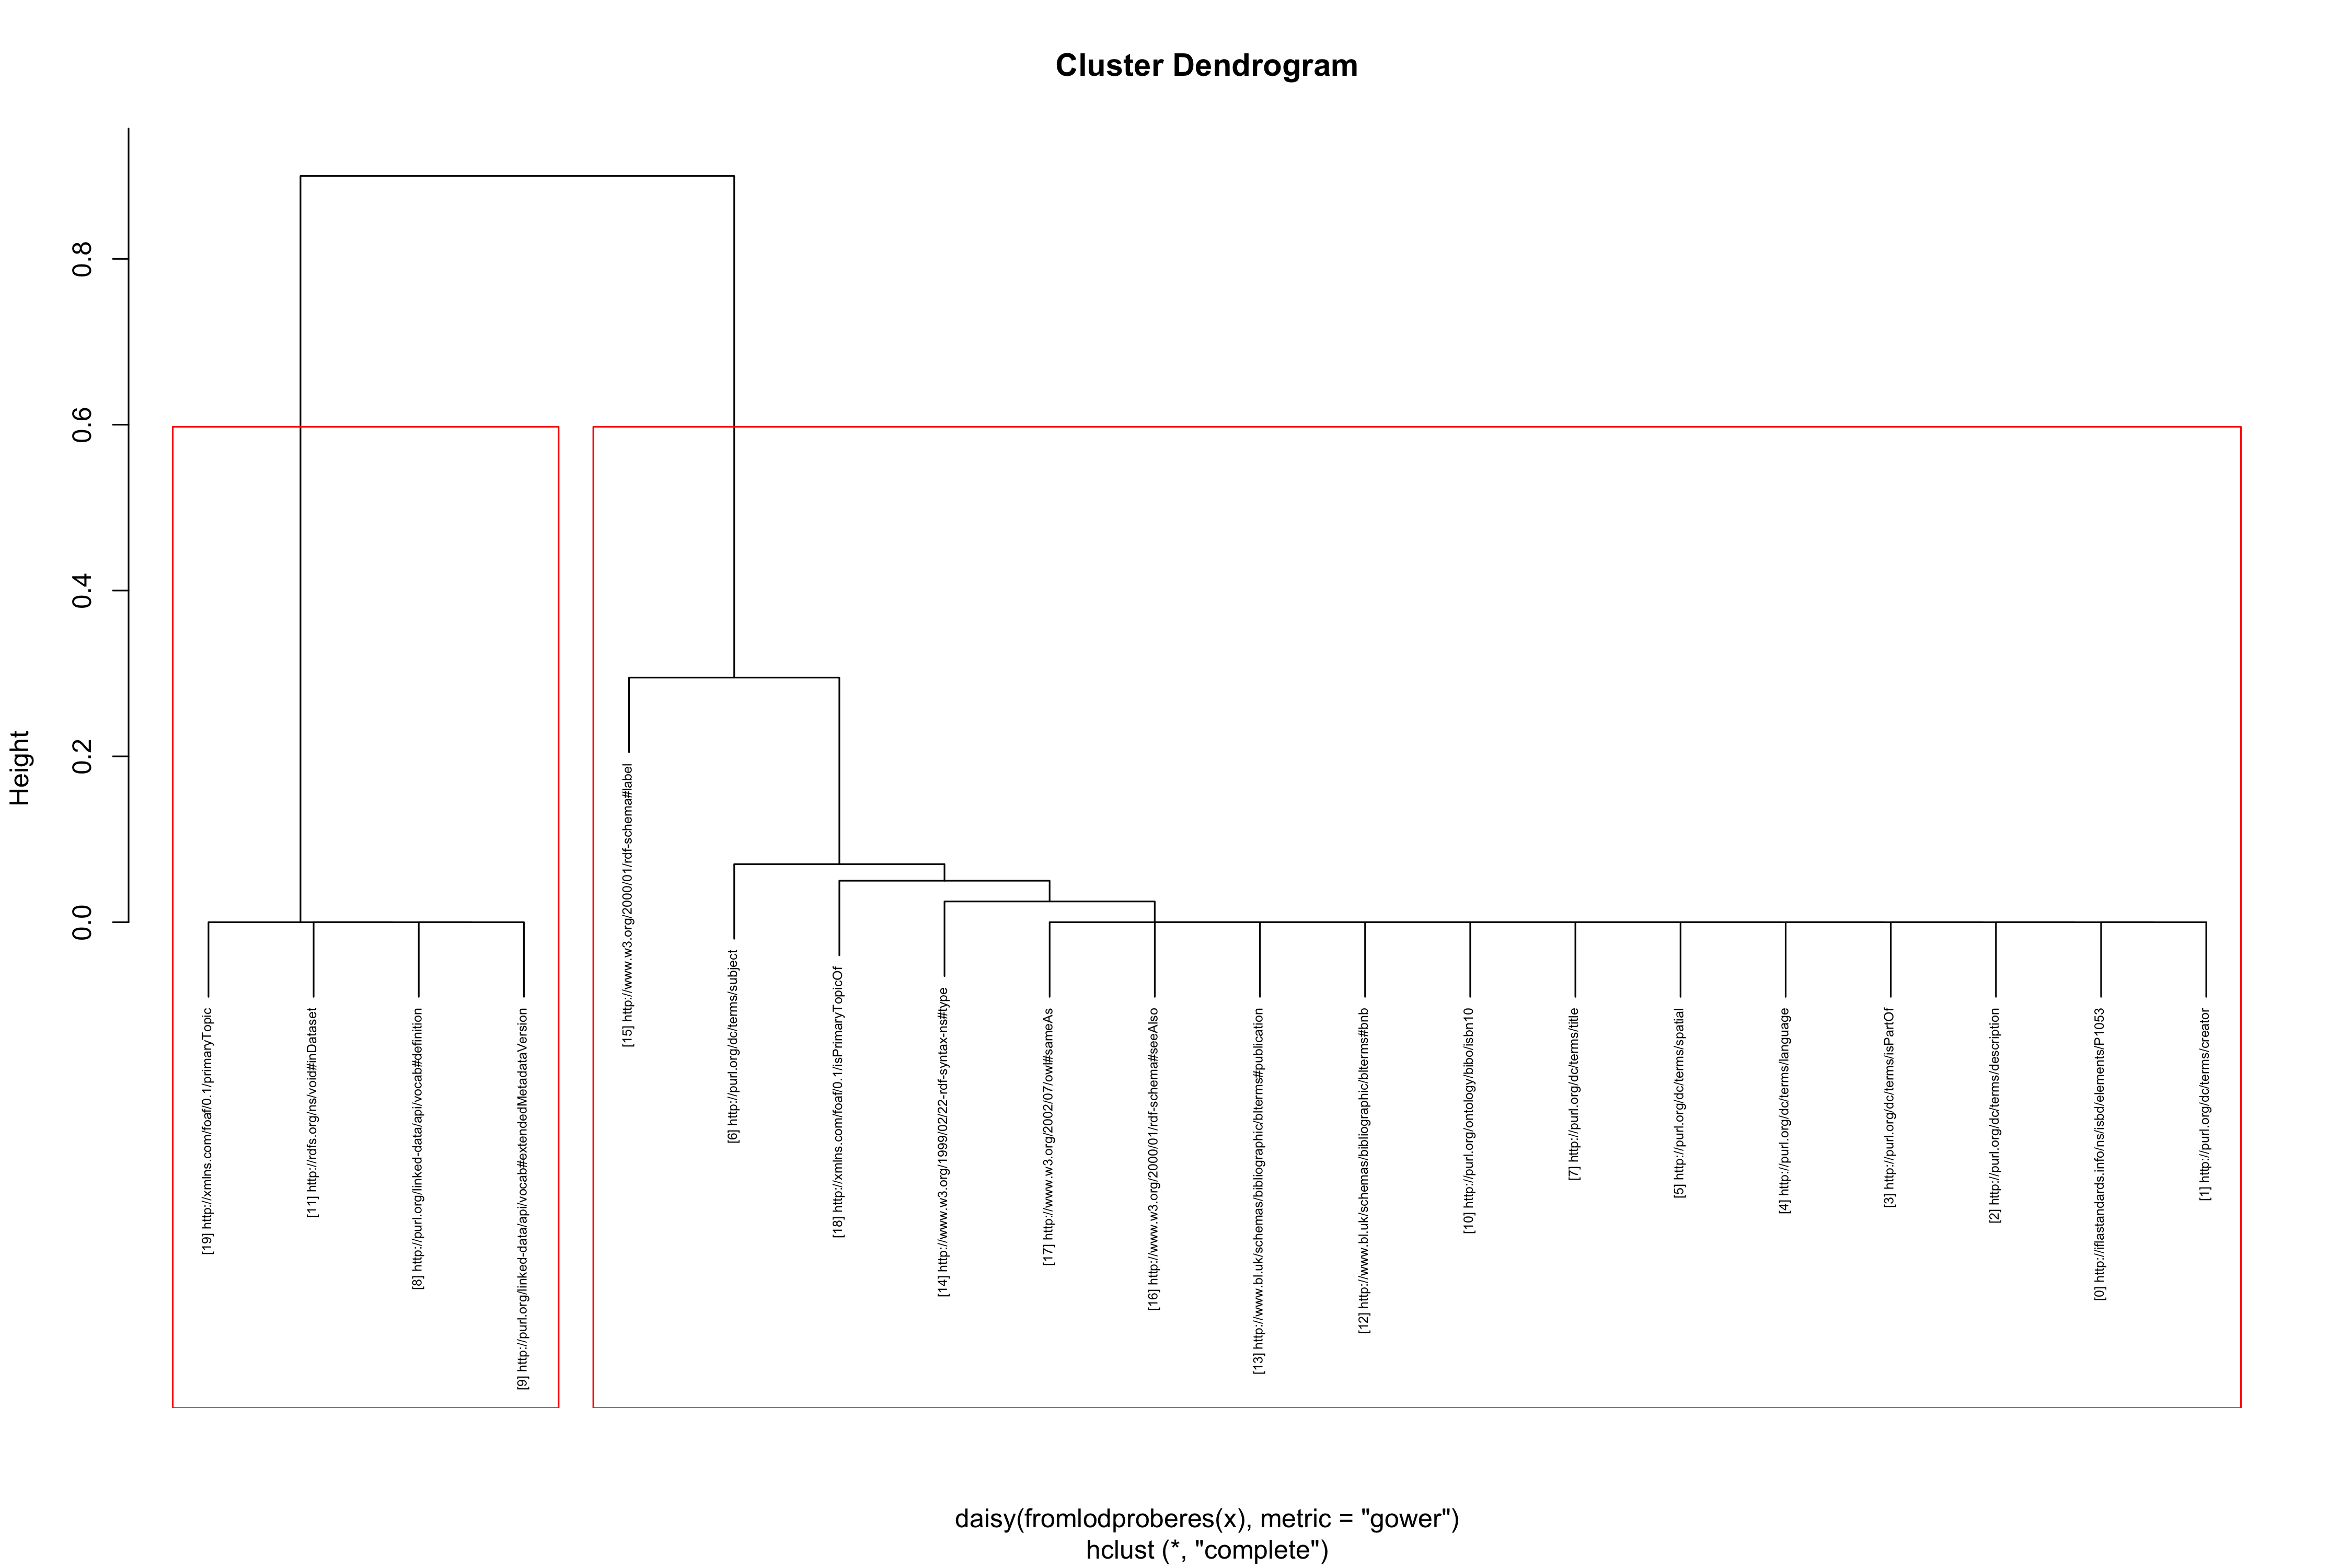 Cluster Dendrogram
Height
0.0
0.2
0.4
0.6
0.8
[19] http://xmlns.com/foaf/0.1/primaryTopic
[11] http://rdfs.org/ns/void#inDataset
[8] http://purl.org/linked-data/api/vocab#definition
[9] http://purl.org/linked-data/api/vocab#extendedMetadataVersion
[15] http://www.w3.org/2000/01/rdf-schema#label
[6] http://purl.org/dc/terms/subject
[18] http://xmlns.com/foaf/0.1/isPrimaryTopicOf
[14] http://www.w3.org/1999/02/22-rdf-syntax-ns#type
[17] http://www.w3.org/2002/07/owl#sameAs
[16] http://www.w3.org/2000/01/rdf-schema#seeAlso
[13] http://www.bl.uk/schemas/bibliographic/blterms#publication
[12] http://www.bl.uk/schemas/bibliographic/blterms#bnb
[10] http://purl.org/ontology/bibo/isbn10
[7] http://purl.org/dc/terms/title
[5] http://purl.org/dc/terms/spatial
[4] http://purl.org/dc/terms/language
[3] http://purl.org/dc/terms/isPartOf
[2] http://purl.org/dc/terms/description
[0] http://iflastandards.info/ns/isbd/elements/P1053
[1] http://purl.org/dc/terms/creator
daisy(fromlodproberes(x), metric = "gower")
hclust (*, "complete")